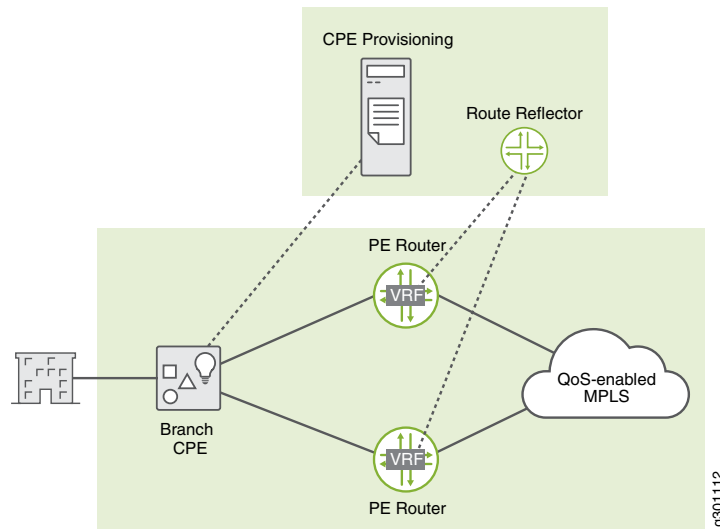 CPE Provisioning
Route Reflector
PE Router
VRF
QoS-enabled
MPLS
Branch
CPE
VRF
PE Router
g301112